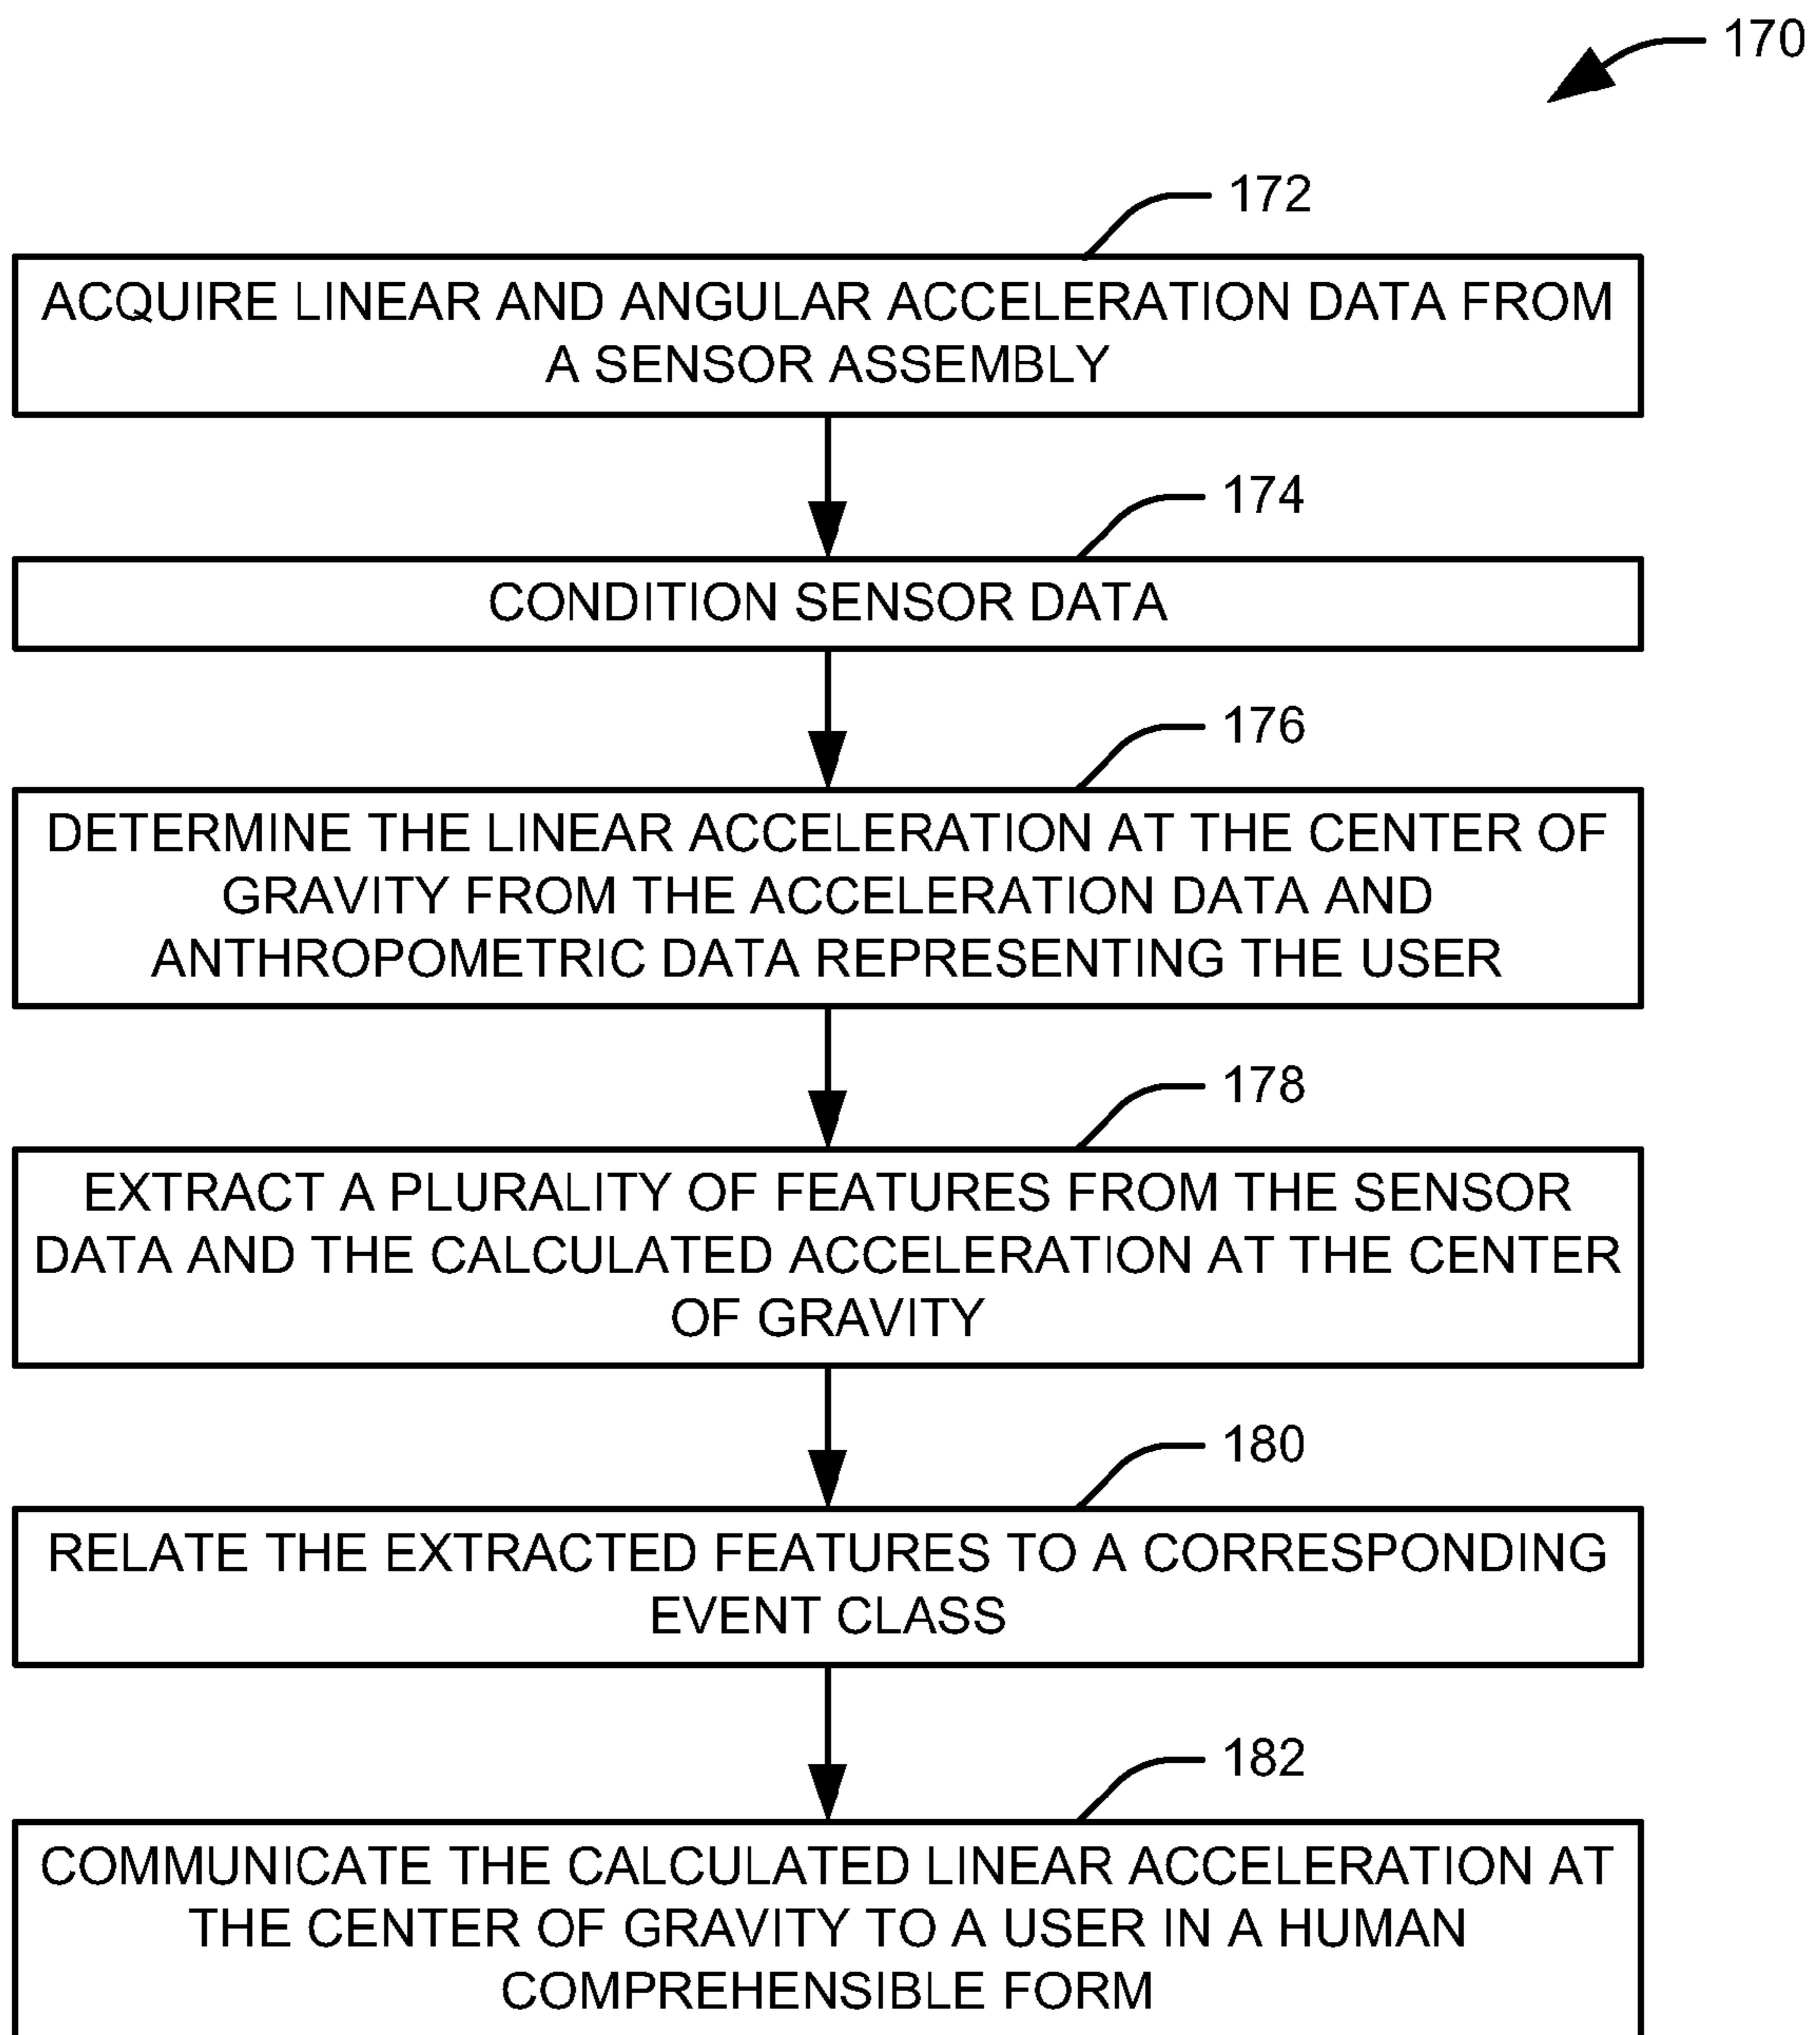 170
172
ACQUIRE LINEAR AND ANGULAR ACCELERATION DATA FROM
A SENSOR ASSEMBLY
174
CONDITION SENSOR DATA
176
DETERMINE THE LINEAR ACCELERATION AT THE CENTER OF
GRAVITY FROM THE ACCELERATION DATA AND
ANTHROPOMETRIC DATA REPRESENTING THE USER
178
EXTRACT A PLURALITY OF FEATURES FROM THE SENSOR
DATA AND THE CALCULATED ACCELERATION AT THE CENTER
OF GRAVITY
180
RELATE THE EXTRACTED FEATURES TO A CORRESPONDING
EVENT CLASS
182
COMMUNICATE THE CALCULATED LINEAR ACCELERATION AT
THE CENTER OF GRAVITY TO A USER IN A HUMAN
COMPREHENSIBLE FORM